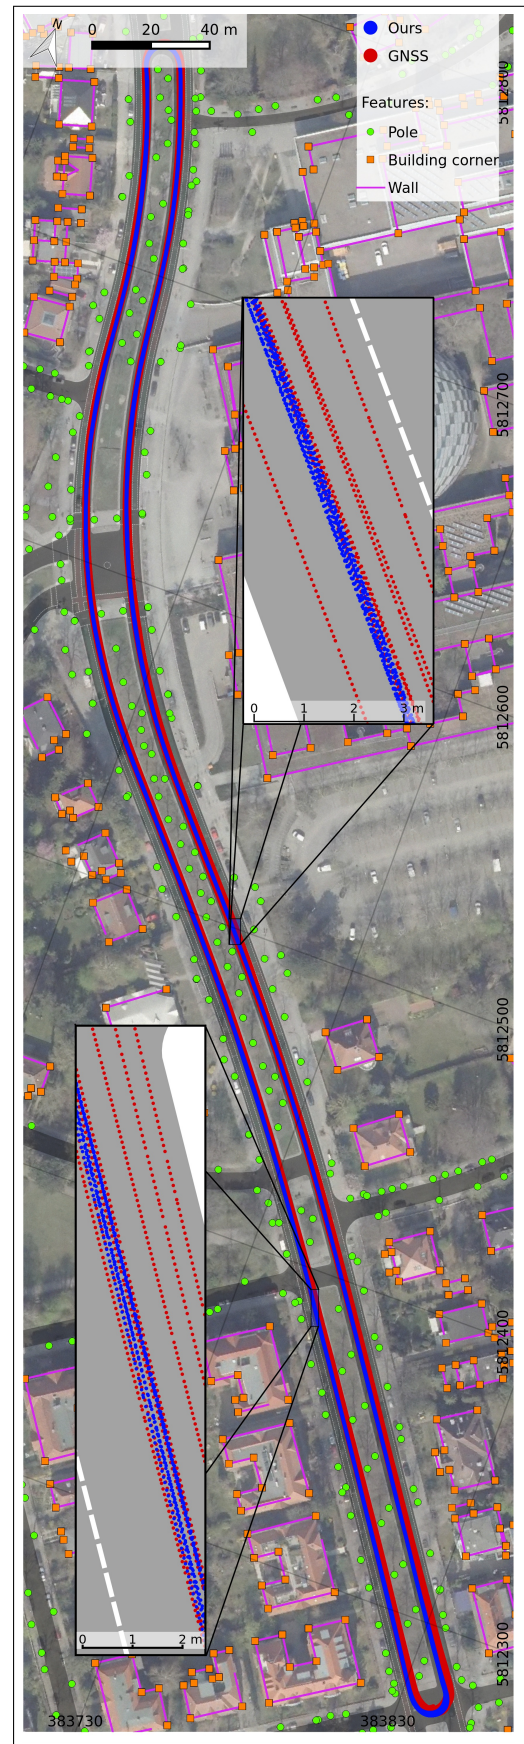 N
0 20 40 m
Ours
GNSS
Features:
Pole
Building corner
Wall
5812800
5812700
5812600
0 1 2 3 m
5812500
5812400
5812300
0 1 2 m
383730
383830